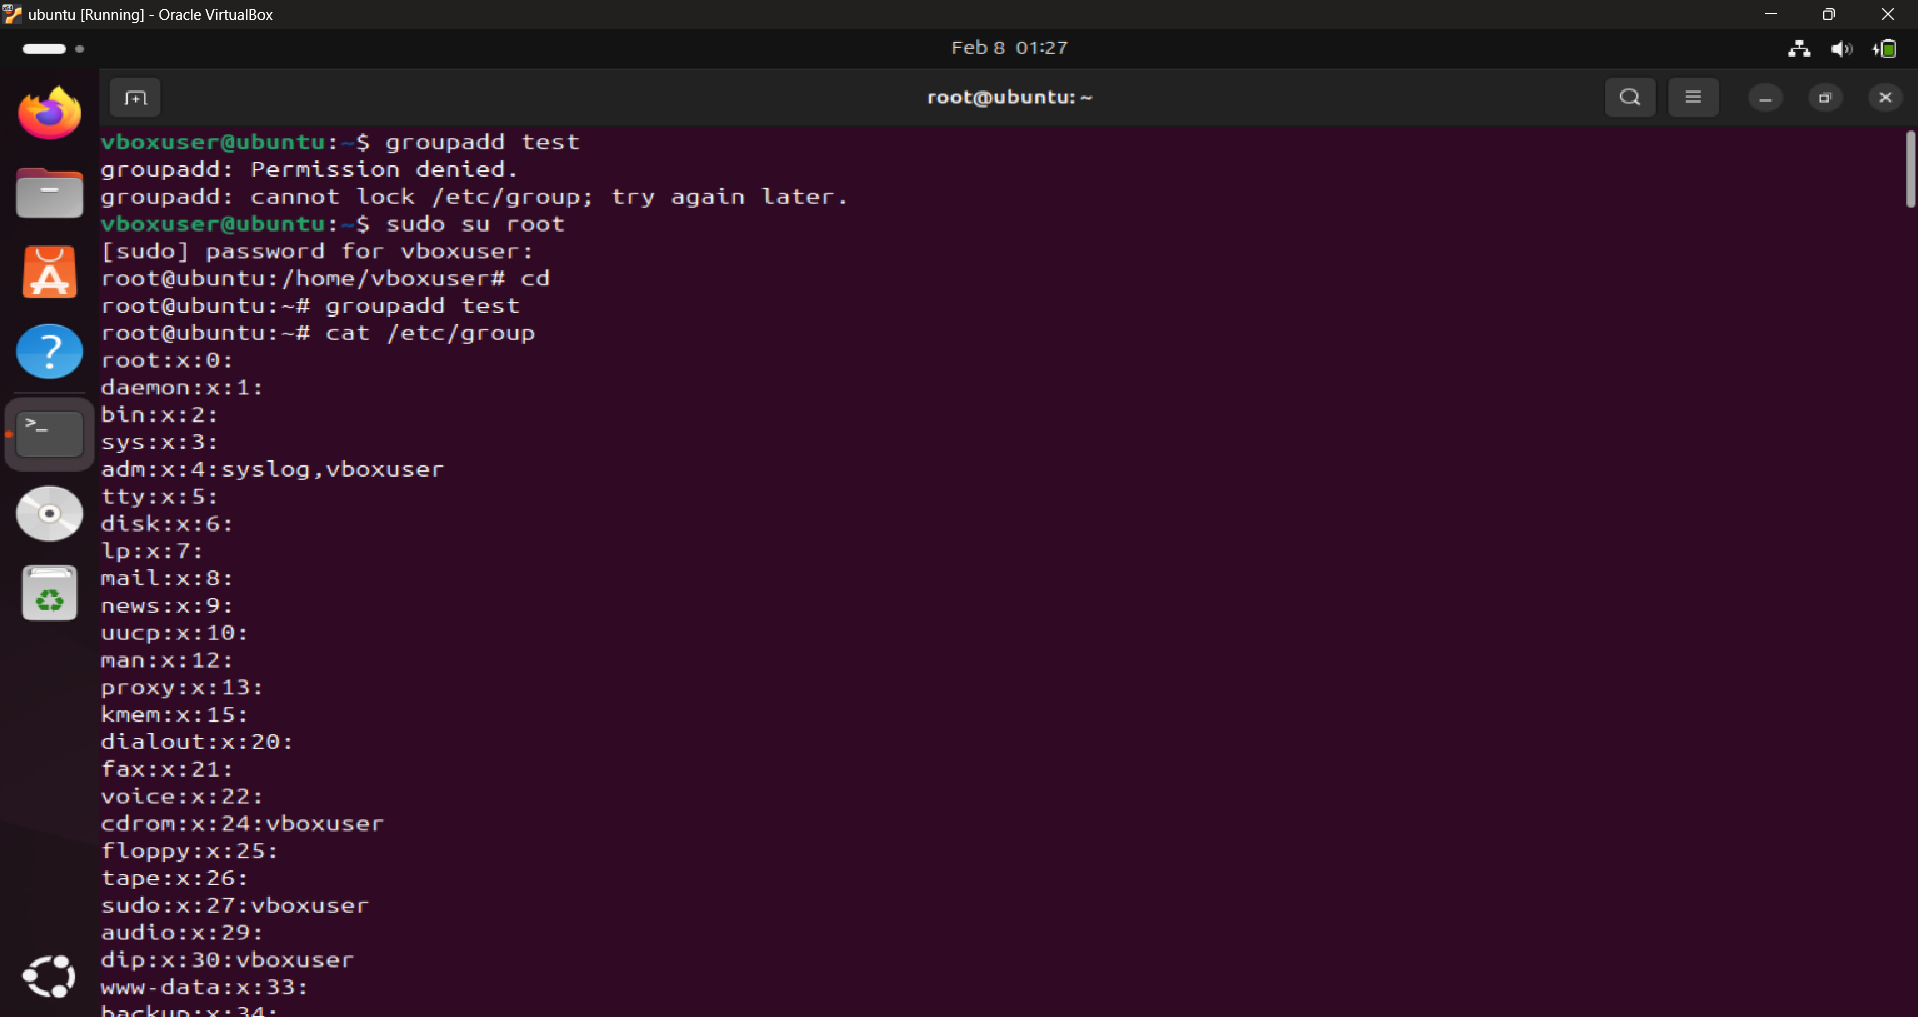 ubuntu [Running] - Oracle VirtualBox
Feb 8 01:27
root@ubuntu: ~
vboxuser@ubuntu:~$ groupadd test
groupadd: Permission denied.
groupadd: cannot lock /etc/group; try again later.
vboxuser@ubuntu:~$ sudo su root
[sudo] password for vboxuser:
root@ubuntu:/home/vboxuser# cd
root@ubuntu:~# groupadd test
root@ubuntu:~# cat /etc/group
root:x:0:
daemon:x:1:
bin:x:2:
sys:x:3:
adm:x:4:syslog,vboxuser
tty:x:5:
disk:x:6:
lp:x:7:
mail:x:8:
news:x:9:
uucp:x:10:
man:x:12:
proxy:x:13:
kmem:x:15:
dialout:x:20:
fax:x:21:
voice:x:22:
cdrom:x:24:vboxuser
floppy:x:25:
tape:x:26:
sudo:x:27:vboxuser
audio:x:29:
dip:x:30:vboxuser
www-data:x:33:
backup:x:34: